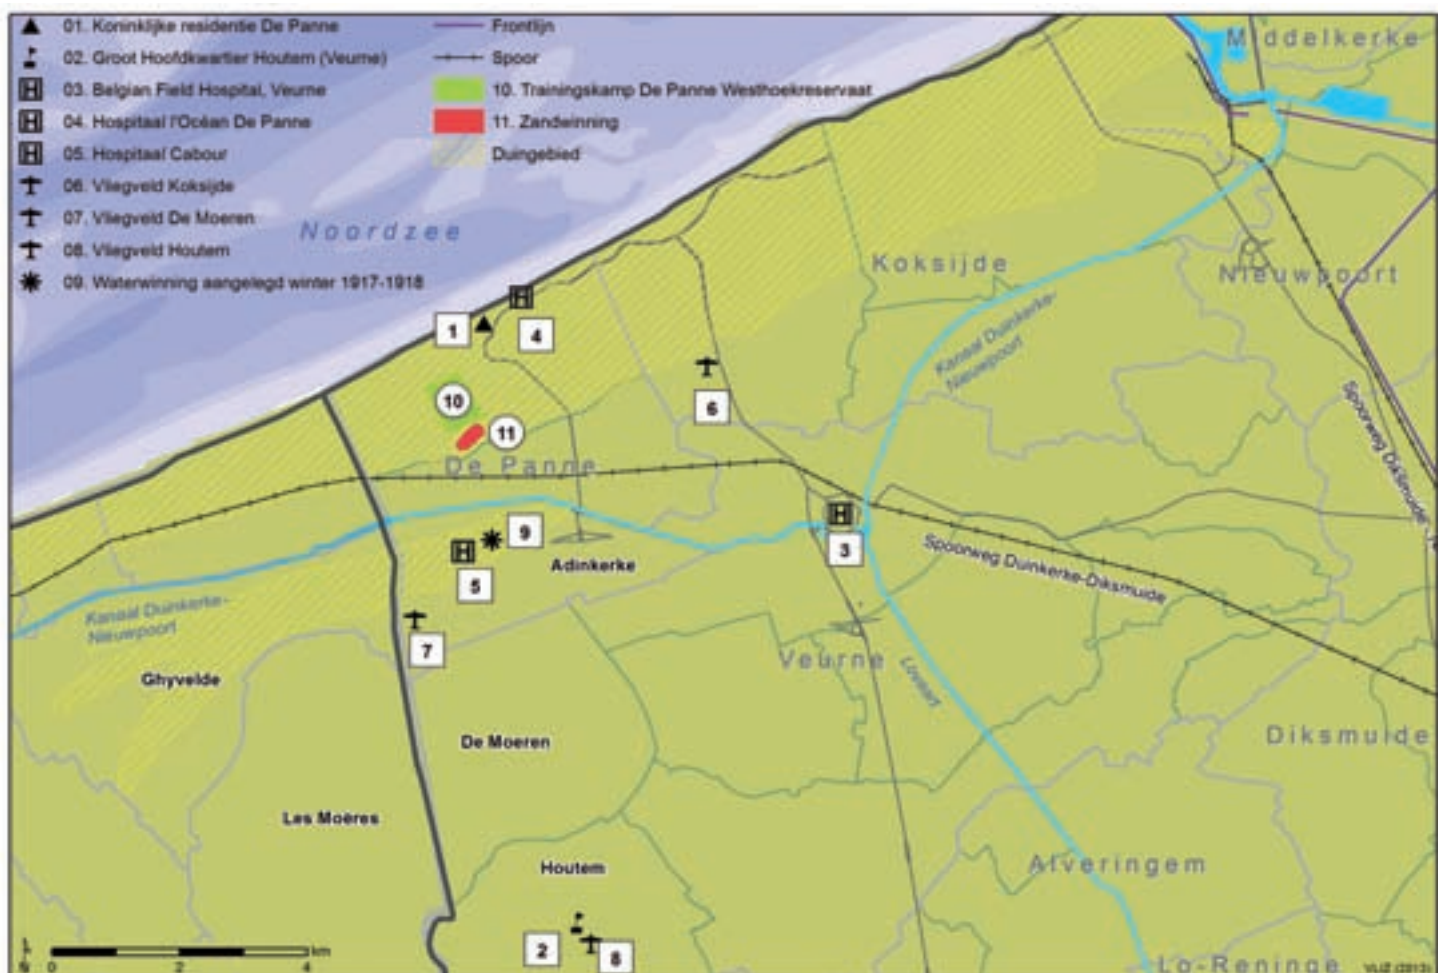 01. Koninklijke residentie De Panne
02. Groot Hoofdkwartier Houtem (Veurne)
03. Belgian Field Hospital, Veurne
04. Hospitaal l'Océan De Panne
05. Hospitaal Cabour
06. Vliegveld Koksijde
07. Vliegveld De Moeren
08. Vliegveld Houtem
09. Waterwinning aangelegd winter 1917-1918
Frontlijn
Spoor
10. Trainingskamp De Panne Westhoekreservaat
11. Zandwinning
Duingebied
Middelkerke
Noordzee
Koksijde
Nieuwpoort
Kanaal Duinkerke-
Nieuwpoort
1
4
6
10
11
De Panne
Spoorweg Diksmuide
9
5
Adinkerke
3
Spoorweg Duinkerke-Diksmuide
Kanaal Duinkerke-
Nieuwpoort
7
Ghyvelde
Veurne
Diksmuide
De Moeren
Les Moëres
Houtem
Alveringem
2
8
Lo-Reninge
0 2 4 km
VLIZ (2013)